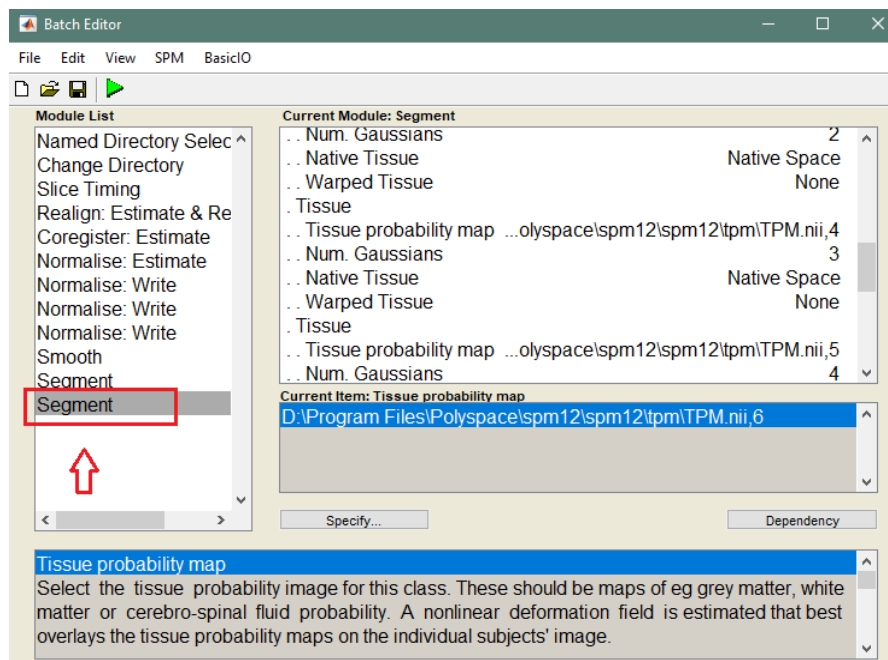 Batch Editor
File Edit View SPM BasicIO
Module List
Named Directory Selec
Change Directory
Slice Timing
Realign: Estimate & Re
Coregister: Estimate
Normalise: Estimate
Normalise: Write
Normalise: Write
Normalise: Write
Smooth
Segment
Segment
Current Module: Segment
. . Num. Gaussians 2
. . Native Tissue Native Space
. . Warped Tissue None
. Tissue
. . Tissue probability map ...olyspace\spm12\spm12\tpm\TPM.nii,4
. . Num. Gaussians 3
. . Native Tissue Native Space
. . Warped Tissue None
. Tissue
. . Tissue probability map ...olyspace\spm12\spm12\tpm\TPM.nii,5
. . Num. Gaussians 4
Current Item: Tissue probability map
D:\Program Files\Polyspace\spm12\spm12\tpm\TPM.nii,6
Specify... Dependency
Tissue probability map
Select the tissue probability image for this class. These should be maps of eg grey matter, white
matter or cerebro-spinal fluid probability. A nonlinear deformation field is estimated that best
overlays the tissue probability maps on the individual subjects' image.